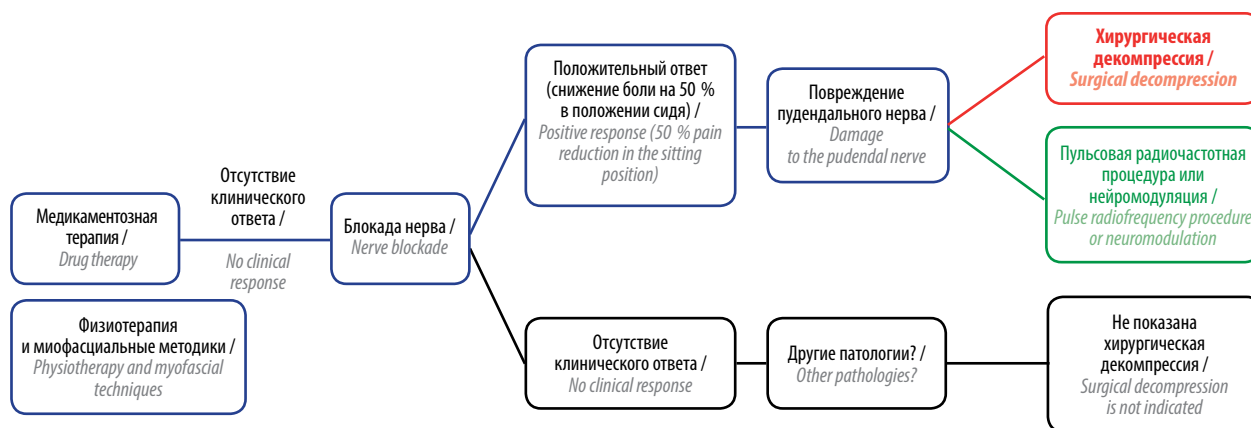 Медикаментозная
терапия /
Drug therapy
Физиотерапия
и миофасциальные методики /
Physiotherapy and myofascial
techniques
Отсутствие
клинического
ответа /
No clinical
response
Блокада нерва /
Nerve blockade
Положительный ответ
(снижение боли на 50 %
в положении сидя) /
Positive response (50 % pain
reduction in the sitting
position)
Повреждение
пудендального нерва /
Damage
to the pudendal nerve
Хирургическая
декомпрессия /
Surgical decompression
Пульсовая радиочастотная
процедура или
нейромодуляция /
Pulse radiofrequency procedure
or neuromodulation
Отсутствие
клинического ответа /
No clinical response
Другие патологии? /
Other pathologies?
Не показана
хирургическая
декомпрессия /
Surgical decompression
is not indicated